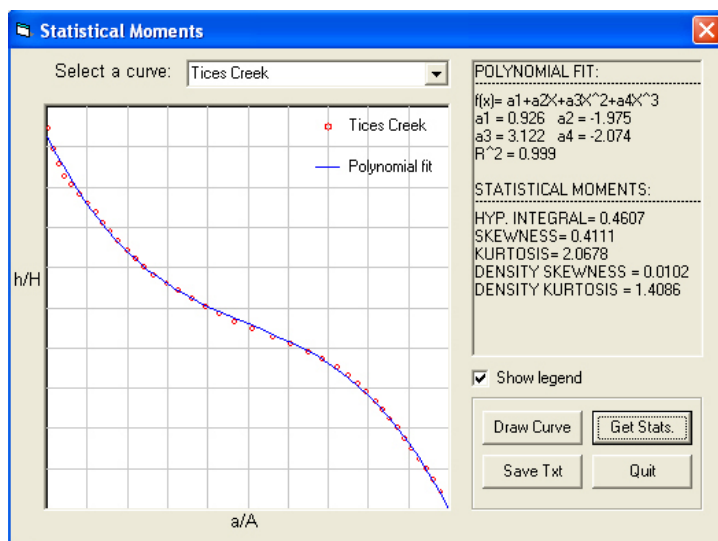 Statistical Moments
Select a curve: Tices Creek
Tices Creek
Polynomial fit
h/H
a/A
POLYNOMIAL FIT:
f(x)= a1+a2X+a3X^2+a4X^3
a1 = 0.926 a2 = -1.975
a3 = 3.122 a4 = -2.074
R^2 = 0.999
STATISTICAL MOMENTS:
HYP. INTEGRAL= 0.4607
SKEWNESS= 0.4111
KURTOSIS= 2.0678
DENSITY SKEWNESS = 0.0102
DENSITY KURTOSIS = 1.4086
Show legend
Draw Curve Get Stats.
Save Txt Quit